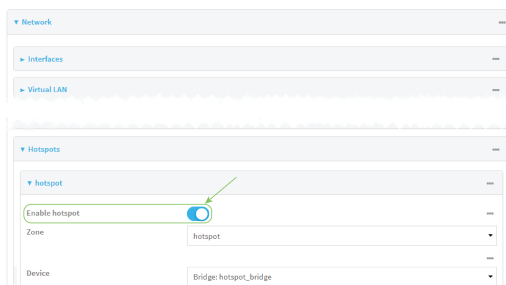 Network
Interfaces
Virtual LAN
Hotspots
hotspot
Enable hotspot
Zone
hotspot
Device
Bridge: hotspot_bridge